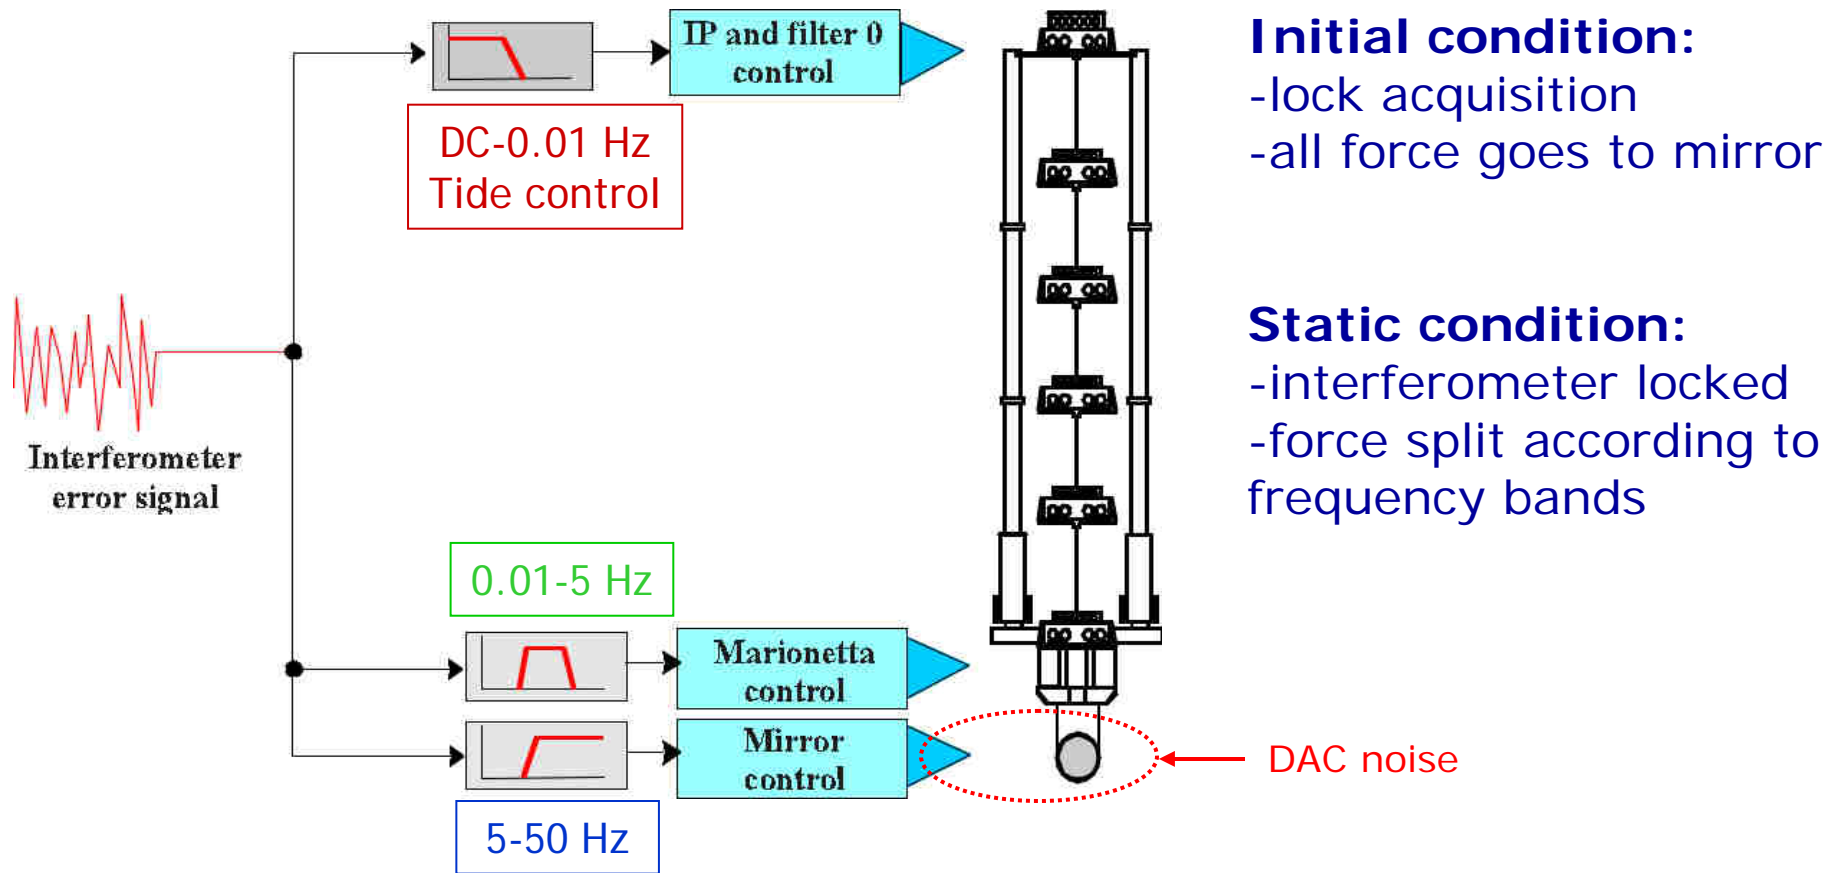 IP and filter 0
control
DC-0.01 Hz
Tide control
Interferometer
error signal
0.01-5 Hz
Marionetta
control
Mirror
control
5-50 Hz
DAC noise
Initial condition:
-lock acquisition
-all force goes to mirror
Static condition:
-interferometer locked
-force split according to
frequency bands